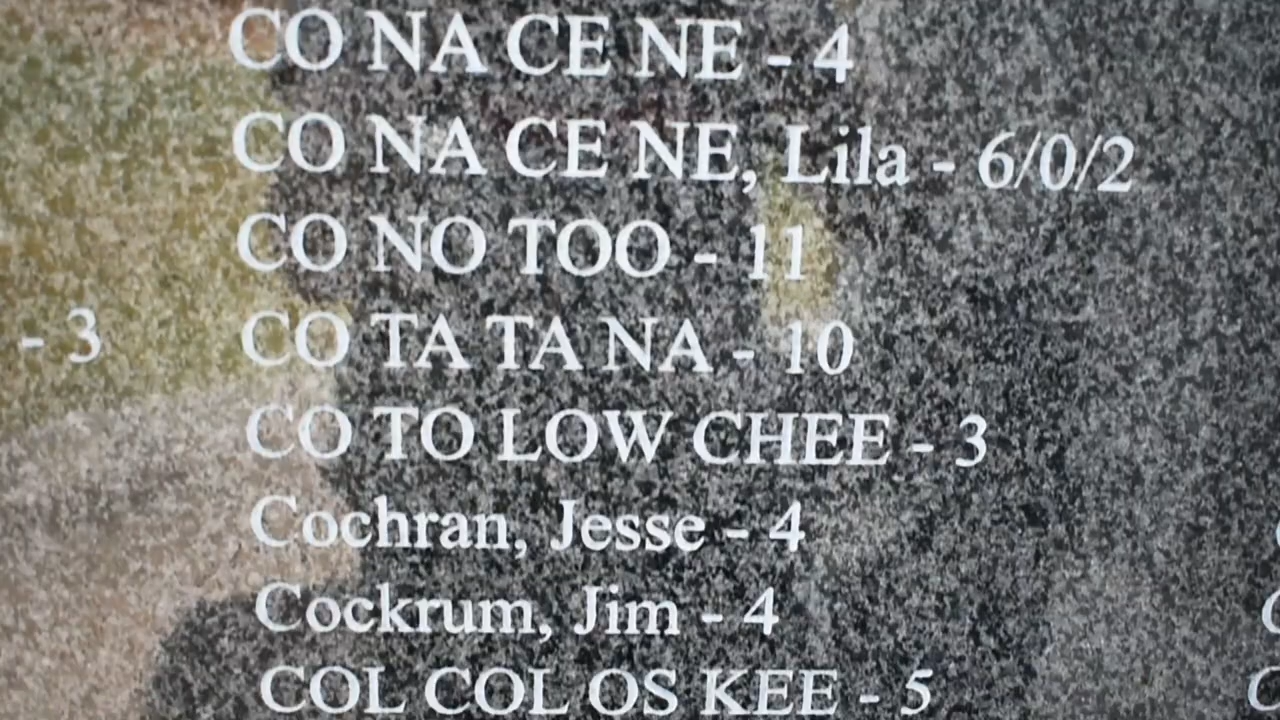 CO NA CE NE - 4
CO NA CE NE, Lila - 6/0/2
CO NO TOO - 11
- 3
CO TA TA NA - 10
CO TO LOW CHEE - 3
Cochran, Jesse - 4
Cockrum, Jim - 4
COL COL OS KEE - 5